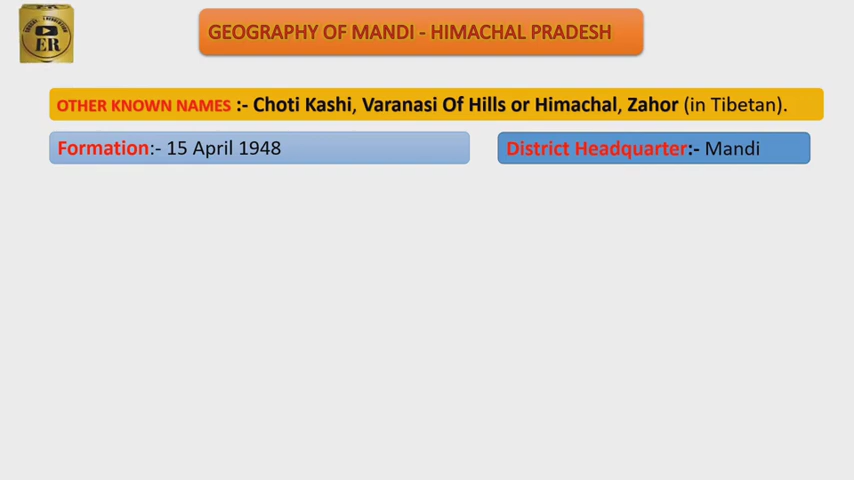 GEOGRAPHY OF MANDI - HIMACHAL PRADESH
ER
OTHER KNOWN NAMES :- Choti Kashi, Varanasi Of Hills or Himachal, Zahor (in Tibetan).
Formation:- 15 April 1948
District Headquarter:- Mandi